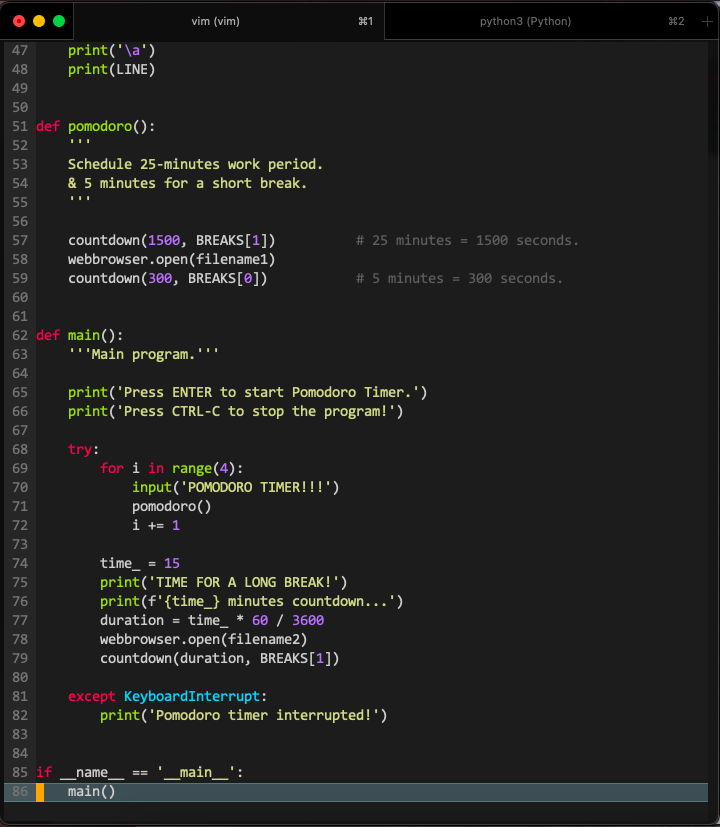 vim (vim) ⌘1 python3 (Python) ⌘2 +
47 print('\a')
48 print(LINE)
49
50
51 def pomodoro():
52 '''
53 Schedule 25-minutes work period.
54 & 5 minutes for a short break.
55 '''
56
57 countdown(1500, BREAKS[1]) # 25 minutes = 1500 seconds.
58 webbrowser.open(filename1)
59 countdown(300, BREAKS[0]) # 5 minutes = 300 seconds.
60
61
62 def main():
63 '''Main program.'''
64
65 print('Press ENTER to start Pomodoro Timer.')
66 print('Press CTRL-C to stop the program!')
67
68 try:
69 for i in range(4):
70 input('POMODORO TIMER!!!')
71 pomodoro()
72 i += 1
73
74 time_ = 15
75 print('TIME FOR A LONG BREAK!')
76 print(f'{time_} minutes countdown...')
77 duration = time_ * 60 / 3600
78 webbrowser.open(filename2)
79 countdown(duration, BREAKS[1])
80
81 except KeyboardInterrupt:
82 print('Pomodoro timer interrupted!')
83
84
85 if __name__ == '__main__':
86 main()